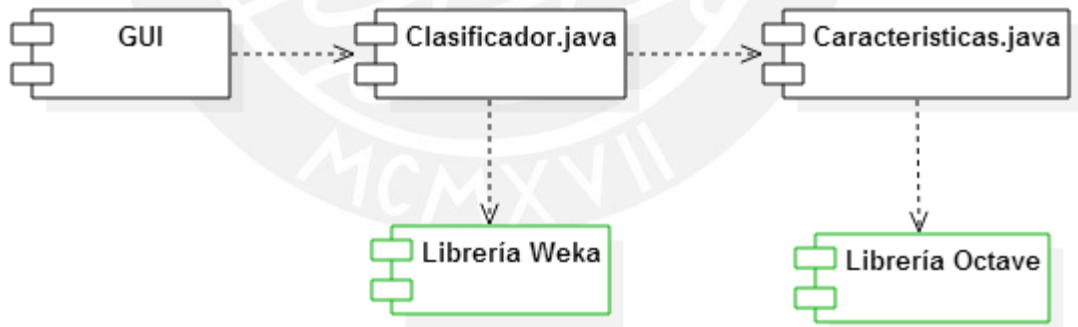 GUI
Clasificador.java
Caracteristicas.java
MCMXVII
Librería Weka
Librería Octave